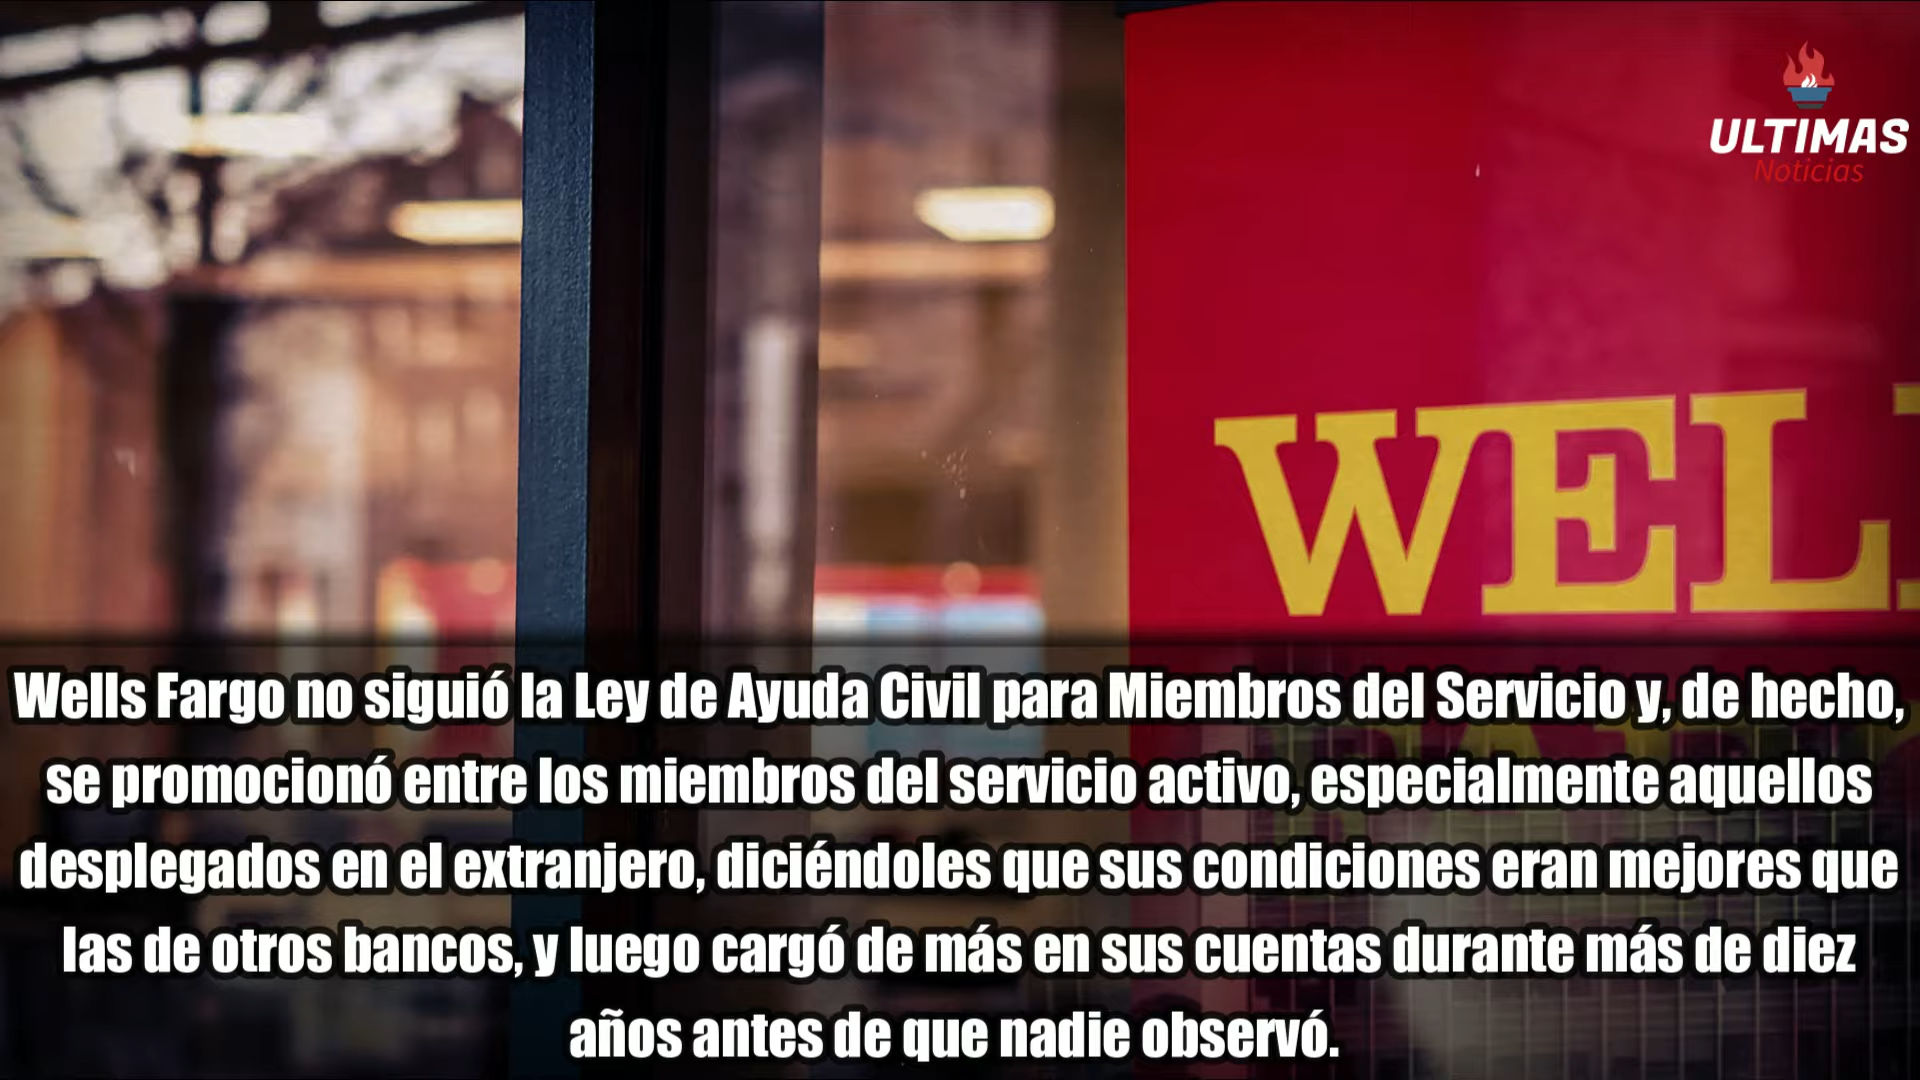 ULTIMAS
Noticias
WEL
Wells Fargo no siguió la Ley de Ayuda Civil para Miembros del Servicio y, de hecho,
se promocionó entre los miembros del servicio activo, especialmente aquellos
desplegados en el extranjero, diciéndoles que sus condiciones eran mejores que
las de otros bancos, y luego cargó de más en sus cuentas durante más de diez
años antes de que nadie observó.